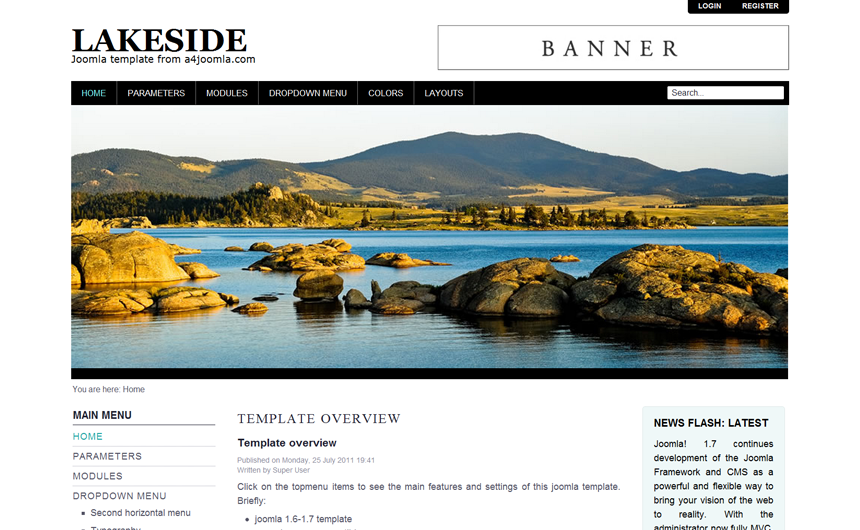 LOGIN REGISTER
LAKESIDE
Joomla template from a4joomla.com
BANNER
HOME PARAMETERS MODULES DROPDOWN MENU COLORS LAYOUTS Search...
You are here: Home
MAIN MENU
HOME
PARAMETERS
MODULES
DROPDOWN MENU
Second horizontal menu
Typography
TEMPLATE OVERVIEW
Template overview
Published on Monday, 25 July 2011 19:41
Written by Super User
Click on the topmenu items to see the main features and settings of this joomla template.
Briefly:
joomla 1.6-1.7 template
NEWS FLASH: LATEST
Joomla! 1.7 continues
development of the Joomla
Framework and CMS as a
powerful and flexible way to
bring your vision of the web
to reality. With the
administrator now fully MVC,